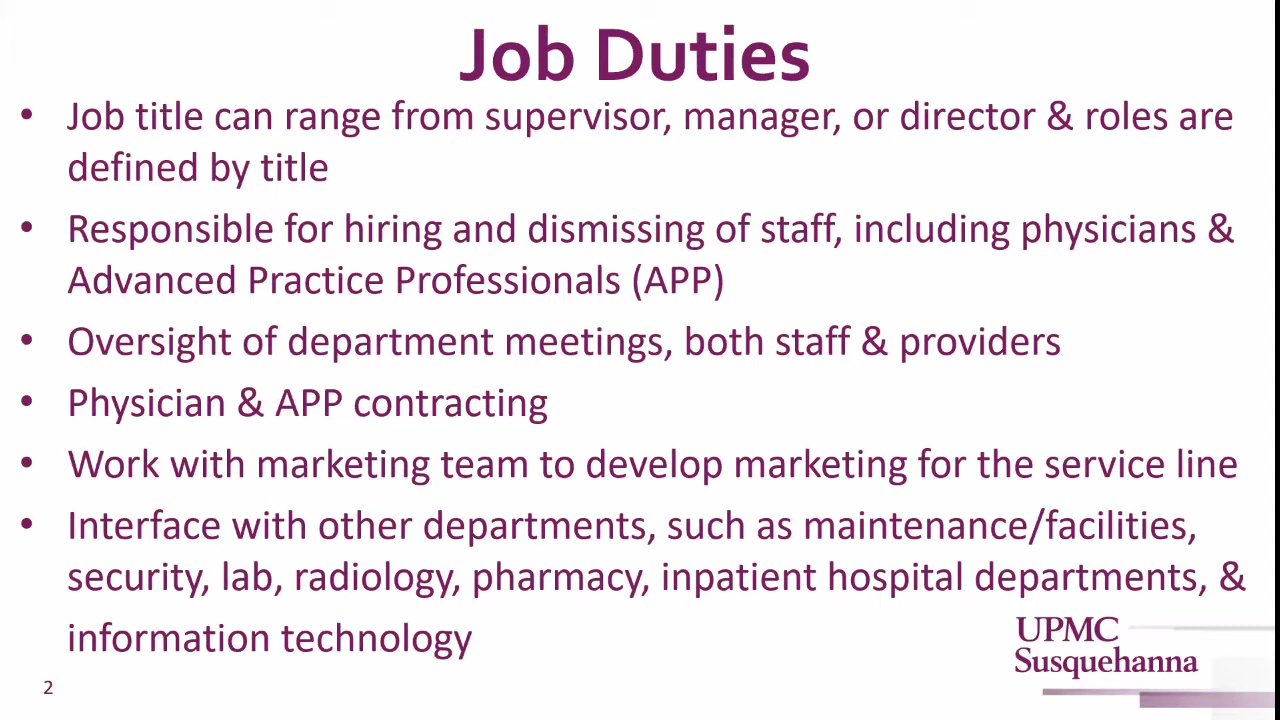 Job Duties
• Job title can range from supervisor, manager, or director & roles are
defined by title
• Responsible for hiring and dismissing of staff, including physicians &
Advanced Practice Professionals (APP)
• Oversight of department meetings, both staff & providers
• Physician & APP contracting
• Work with marketing team to develop marketing for the service line
• Interface with other departments, such as maintenance/facilities,
security, lab, radiology, pharmacy, inpatient hospital departments, &
information technology
UPMC
Susquehanna
2